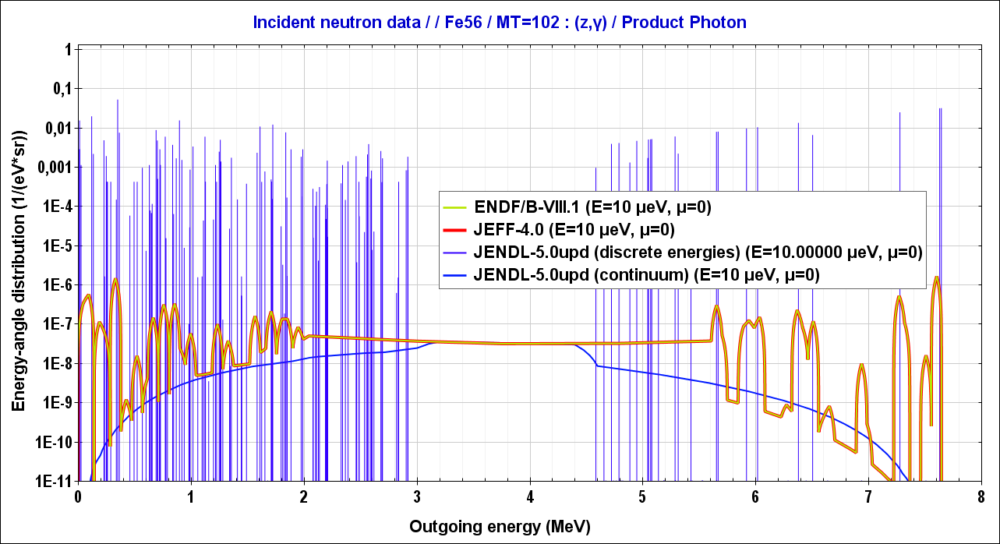 Incident neutron data / / Fe56 / MT=102 : (z,γ) / Product Photon
Energy-angle distribution (1/(eV*sr))
1
0,1
0,01
0,001
1E-4
1E-5
1E-6
1E-7
1E-8
1E-9
1E-10
1E-11
ENDF/B-VIII.1 (E=10 µeV, µ=0)
JEFF-4.0 (E=10 µeV, µ=0)
JENDL-5.0upd (discrete energies) (E=10.00000 µeV, µ=0)
JENDL-5.0upd (continuum) (E=10 µeV, µ=0)
0 1 2 3 4 5 6 7 8
Outgoing energy (MeV)